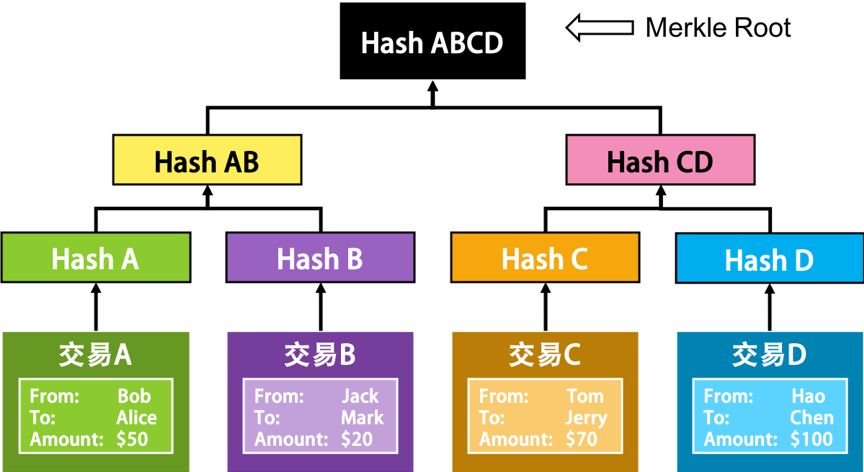 Hash ABCD
Merkle Root
Hash AB
Hash CD
Hash A
Hash B
Hash C
Hash D
交易A
From: Bob
To: Alice
Amount: $50
交易B
From: Jack
To: Mark
Amount: $20
交易C
From: Tom
To: Jerry
Amount: $70
交易D
From: Hao
To: Chen
Amount: $100